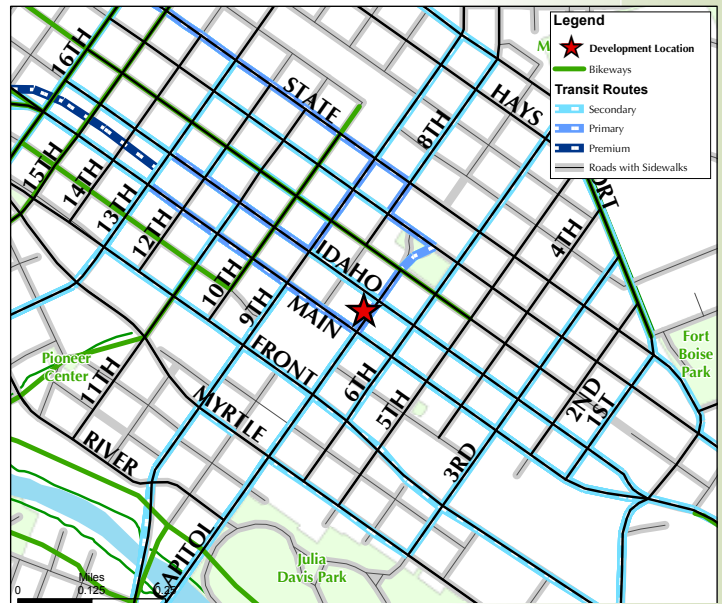 Legend
Development Location
Bikeways
Transit Routes
Secondary
Primary
Premium
Roads with Sidewalks
16TH
STATE
8TH
HAYS
15TH
14TH
13TH
12TH
4TH
10TH
9TH
IDAHO
MAIN
FRONT
6TH
5TH
2ND
1ST
Fort
Boise
Park
Pioneer
Center
11TH
MYRTLE
RIVER
3RD
CAPITOL
Julia
Davis Park
Miles
0 0.125 0.25